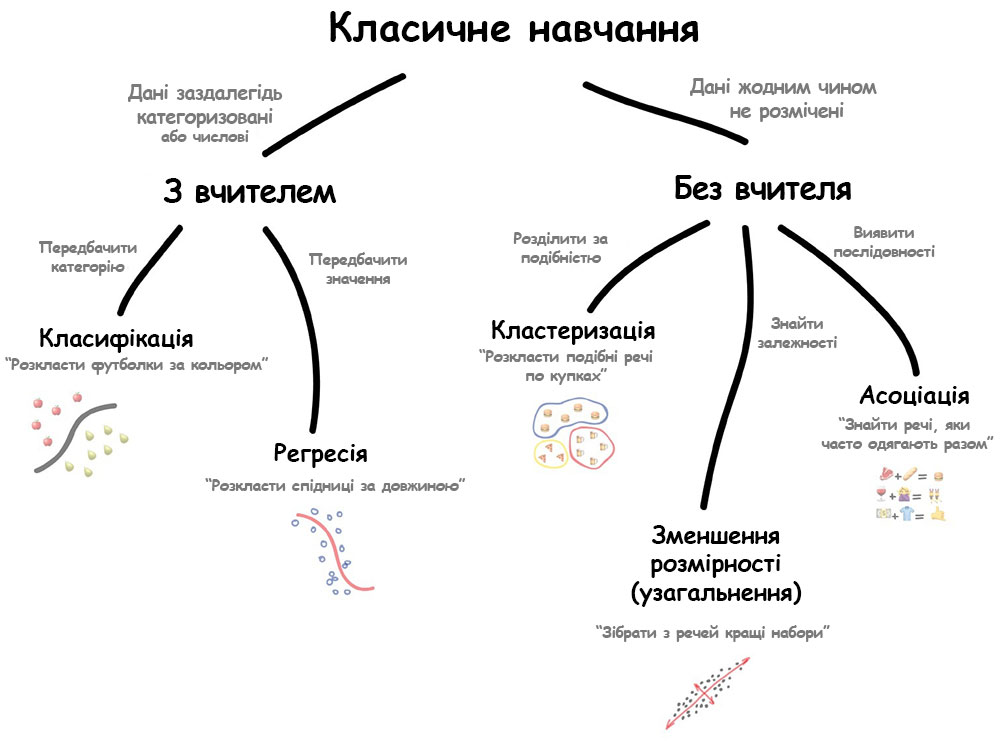 Класичне навчання
Дані заздалегідь
категоризовані
або числові
Дані жодним чином
не розмічені
З вчителем
Без вчителя
Передбачити
категорію
Передбачити
значення
Розділити за
подібністю
Виявити
послідовності
Знайти
залежності
Класифікація
“Розкласти футболки за кольором”
Кластеризація
“Розкласти подібні речі
по купках”
Асоціація
“Знайти речі, яки
часто одягають разом”
Регресія
“Розкласти спідниці за довжиною”
Зменшення
розмірності
(узагальнення)
“Зібрати з речей кращі набори”